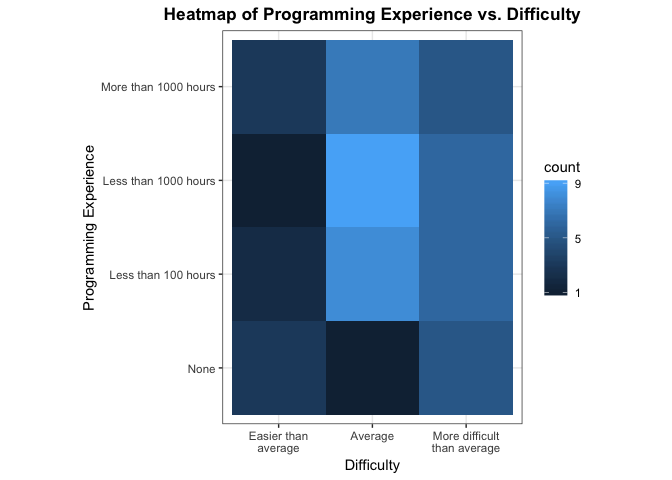 Heatmap of Programming Experience vs. Difficulty
Programming Experience
More than 1000 hours
Less than 1000 hours
Less than 100 hours
None
Easier than
average
Average
More difficult
than average
Difficulty
count
9
5
1